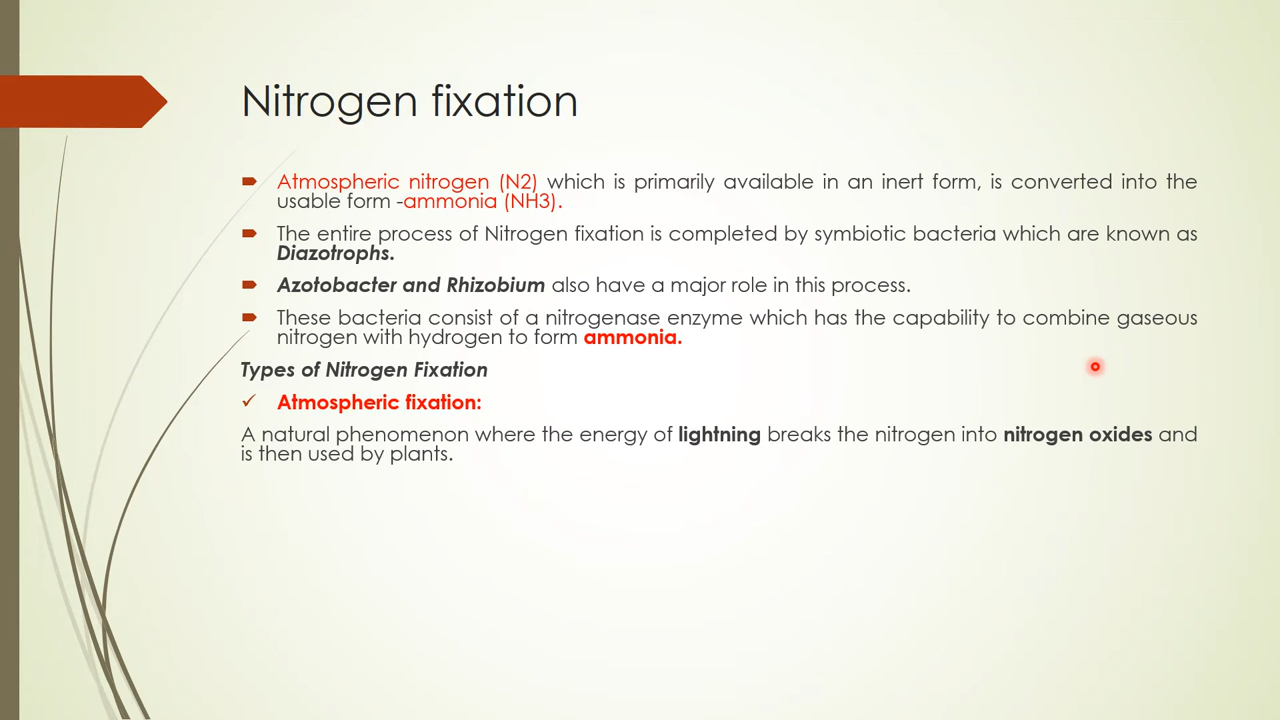 Nitrogen fixation
Atmospheric nitrogen (N2) which is primarily available in an inert form, is converted into the
usable form -ammonia (NH3).
The entire process of Nitrogen fixation is completed by symbiotic bacteria which are known as
Diazotrophs.
Azotobacter and Rhizobium also have a major role in this process.
These bacteria consist of a nitrogenase enzyme which has the capability to combine gaseous
nitrogen with hydrogen to form ammonia.
Types of Nitrogen Fixation
✓ Atmospheric fixation:
A natural phenomenon where the energy of lightning breaks the nitrogen into nitrogen oxides and
is then used by plants.